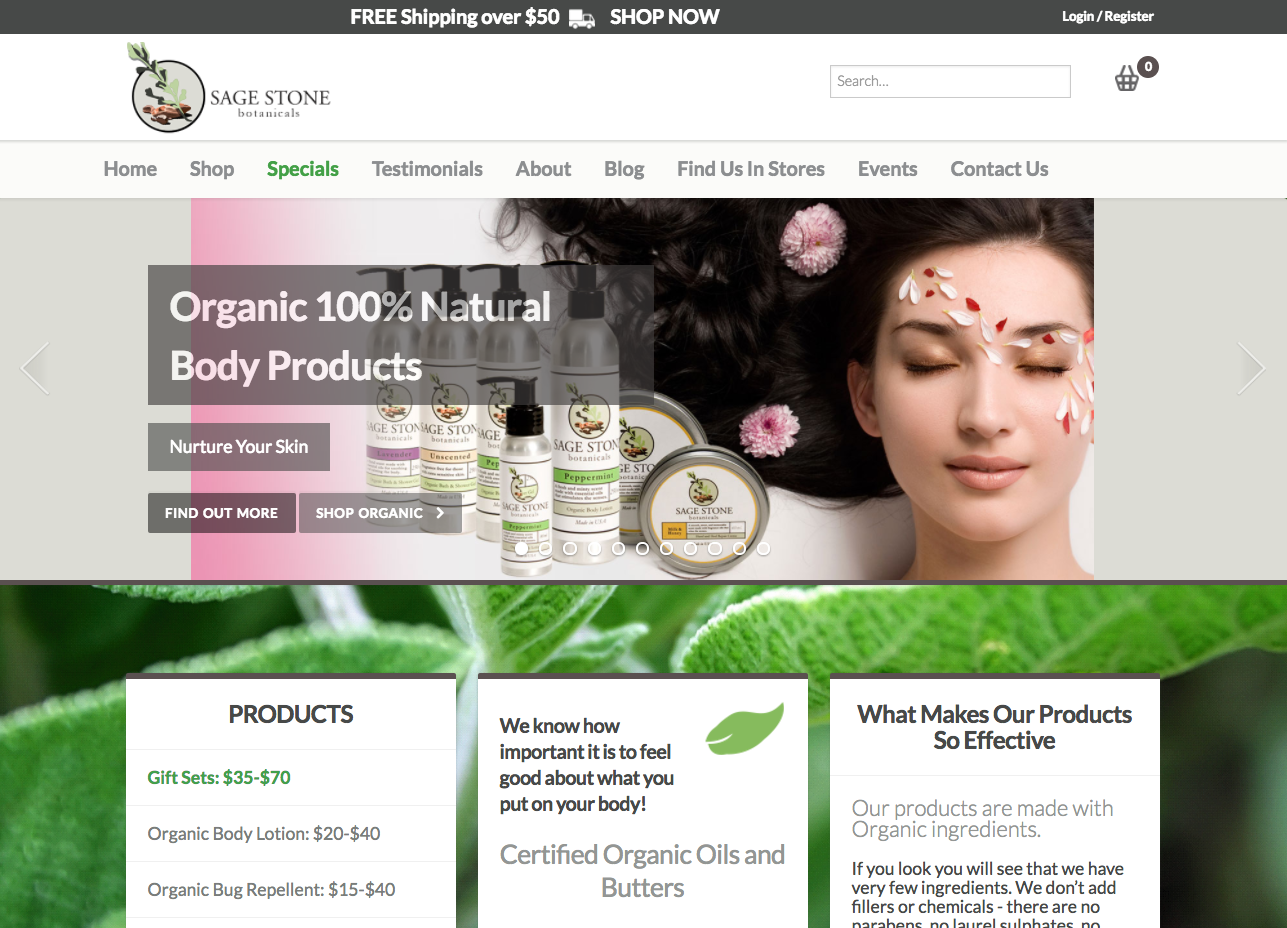 FREE Shipping over $50 SHOP NOW
Login / Register
SAGE STONE
botanicals
Search...
0
Home Shop Specials Testimonials About Blog Find Us In Stores Events Contact Us
Organic 100% Natural
Body Products
Nurture Your Skin
FIND OUT MORE
SHOP ORGANIC
SAGE STONE
botanicals
Lavender
Unscented
Peppermint
Organic Body Lotion
Made in USA
SAGE STONE
botanicals
Peppermint
SAGE STONE
botanicals
Milk & Honey
PRODUCTS
Gift Sets: $35-$70
Organic Body Lotion: $20-$40
Organic Bug Repellent: $15-$40
We know how
important it is to feel
good about what you
put on your body!
Certified Organic Oils and
Butters
What Makes Our Products
So Effective
Our products are made with
Organic ingredients.
If you look you will see that we have
very few ingredients. We don't add
fillers or chemicals - there are no
parabens, no laurel sulphates, no